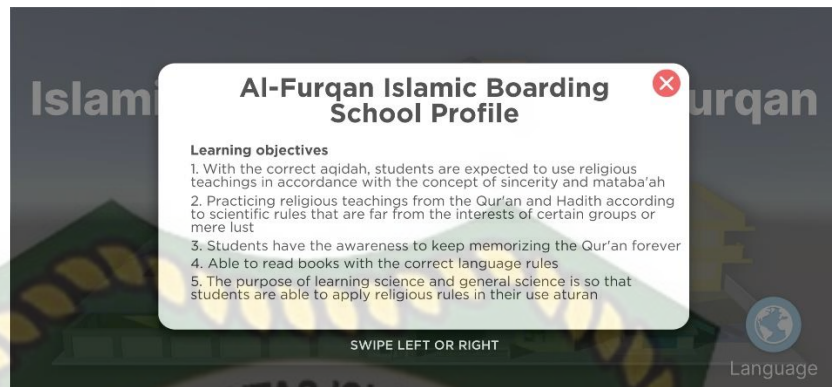 Islami
urqan
Al-Furqan Islamic Boarding
School Profile
Learning objectives
1. With the correct aqidah, students are expected to use religious
teachings in accordance with the concept of sincerity and mataba'ah
2. Practicing religious teachings from the Qur'an and Hadith according
to scientific rules that are far from the interests of certain groups or
mere lust
3. Students have the awareness to keep memorizing the Qur'an forever
4. Able to read books with the correct language rules
5. The purpose of learning science and general science is so that
students are able to apply religious rules in their use aturan
SWIPE LEFT OR RIGHT
Language